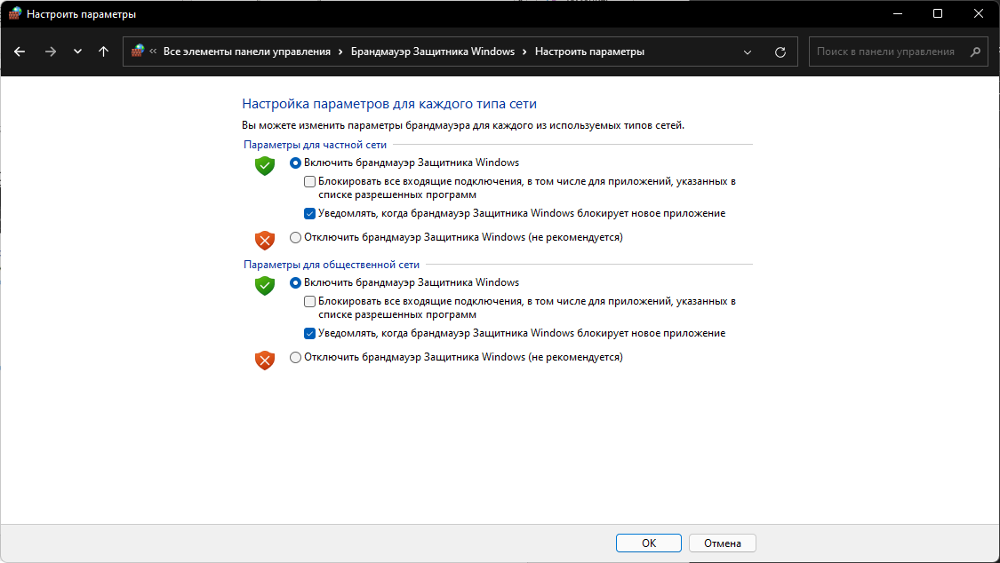 Настроить параметры
« Все элементы панели управления › Брандмауэр Защитника Windows › Настроить параметры
Поиск в панели управления
Настройка параметров для каждого типа сети
Вы можете изменить параметры брандмауэра для каждого из используемых типов сетей.
Параметры для частной сети
Включить брандмауэр Защитника Windows
Блокировать все входящие подключения, в том числе для приложений, указанных в
списке разрешенных программ
Уведомлять, когда брандмауэр Защитника Windows блокирует новое приложение
Отключить брандмауэр Защитника Windows (не рекомендуется)
Параметры для общественной сети
Включить брандмауэр Защитника Windows
Блокировать все входящие подключения, в том числе для приложений, указанных в
списке разрешенных программ
Уведомлять, когда брандмауэр Защитника Windows блокирует новое приложение
Отключить брандмауэр Защитника Windows (не рекомендуется)
ОК
Отмена